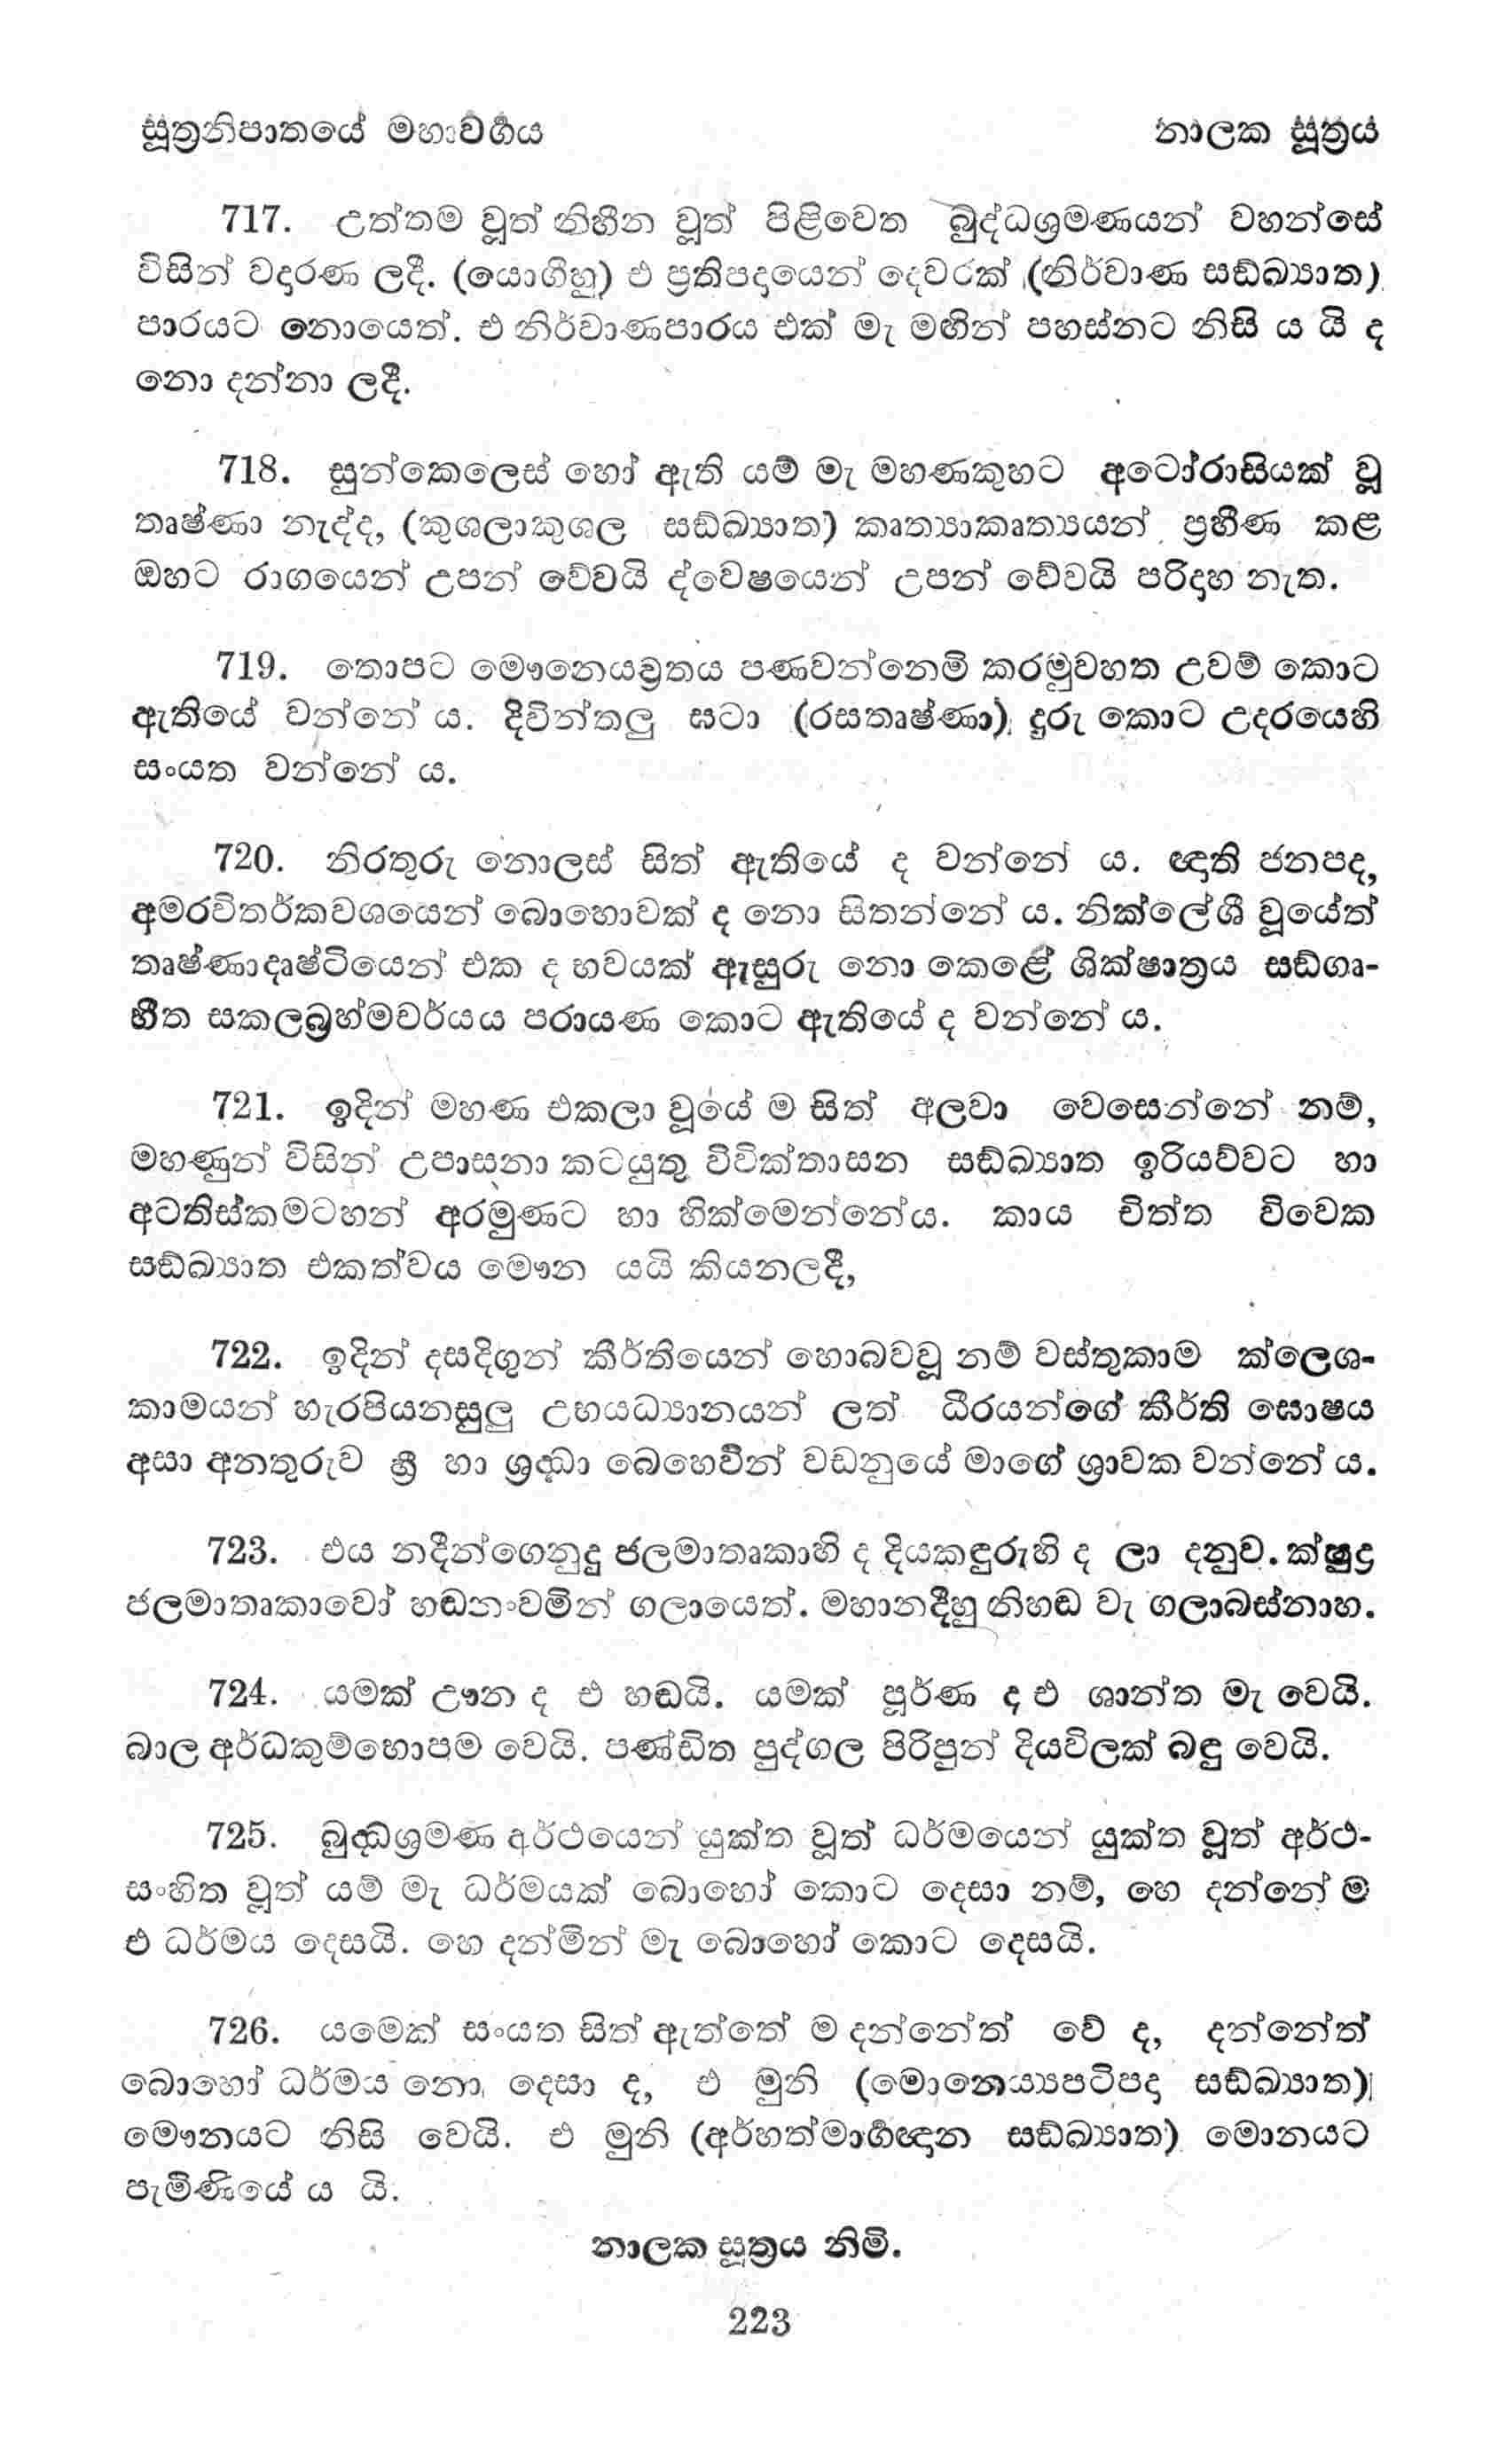 සූත්‍රනිපාතයේ මහාවර්‍ගය නාලක සූත්‍රය
717. උත්තම වූත් නිහීන වූත් පිළිවෙත බුද්ධශ්‍රමණයන් වහන්සේ
විසින් වදාරණ ලදී. (යොගීහු) එ ප්‍රතිපදායෙන් දෙවරක් (නිර්වාණ සඞ්ඛ්‍යාත)
පාරයට නොයෙත්. එ නිර්වාණපාරය එක් මැ මඟින් පහස්නට නිසි ය යි ද
නො දන්නා ලදී.
718. සුන්කෙලෙස් හෝ ඇති යම් මැ මහණකුහට අටෝරාසියක් වූ
තෘෂ්ණා නැද්ද, (කුශලාකුශල සඞ්ඛ්‍යාත) කෘත්‍යාකෘත්‍යයන් ප්‍රහීණ කළ
ඔහට රාගයෙන් උපන් වේවයි ද්වෙෂයෙන් උපන් වේවයි පරිදාහ නැත.
719. තොපට මෞනෙයව්‍රතය පණවන්නෙමි කරමුවහත උවම් කොට
ඇතියේ වන්නේ ය. දිවින්තලු ඝටා (රසතෘෂ්ණා) දුරු කොට උදරයෙහි
සංයත වන්නේ ය.
720. නිරතුරු නොලස් සිත් ඇතියේ ද වන්නේ ය. ඥාති ජනපද,
අමරවිතර්කවශයෙන් බොහොවක් ද නො සිතන්නේ ය. නික්ලේශී වූයේත්
තෘෂ්ණාදෘෂ්ටියෙන් එක ද භවයක් ඇසුරු නො කෙළේ ශික්ෂාත්‍රය සඞ්ගෘ-
හීත සකලබ්‍රහ්මචර්යය පරායණ කොට ඇතියේ ද වන්නේ ය.
721. ඉදින් මහණ එකලා වූයේ ම සිත් අලවා වෙසෙන්නේ නම්,
මහණුන් විසින් උපාසනා කටයුතු විවික්තාසන සඞ්ඛ්‍යාත ඉරියව්වට හා
අටතිස්කමටහන් අරමුණට හා හික්මෙන්නේය. කාය චිත්ත විවෙක
සඞ්ඛ්‍යාත එකත්වය මෞන යයි කියනලදී,
722. ඉදින් දසදිගුන් කීර්තියෙන් හොබවවූ නම් වස්තුකාම ක්ලෙශ-
කාමයන් හැරපියනසුලු උභයධ්‍යානයන් ලත් ධීරයන්ගේ කීර්ති ඝොෂය
අසා අනතුරුව හ්‍රී හා ශ්‍රද්ධා බෙහෙවින් වඩනුයේ මාගේ ශ්‍රාවක වන්නේ ය.
723. එය නදීන්ගෙනුදු ජලමාතෘකාහි ද දියකඳුරුහි ද ලා දනුව. ක්ෂුද්‍ර
ජලමාතෘකාවෝ හඬනංවමින් ගලායෙත්. මහානදීහු නිහඬ වැ ගලාබස්නාහ.
724. යමක් ඌන ද එ හඬයි. යමක් පූර්ණ ද එ ශාන්ත මැ වෙයි.
බාල අර්ධකුම්භොපම වෙයි. පණ්ඩිත පුද්ගල පිරිපුන් දියවිලක් බඳු වෙයි.
725. බුද්ධශ්‍රමණ අර්ථයෙන් යුක්ත වූත් ධර්මයෙන් යුක්ත වූත් අර්ථ-
සංහිත වූත් යම් මැ ධර්මයක් බොහෝ කොට දෙසා නම්, හෙ දන්නේ ම
එ ධර්මය දෙසයි. හෙ දන්මින් මැ බොහෝ කොට දෙසයි.
726. යමෙක් සංයත සිත් ඇත්තේ ම දන්නේත් වේ ද, දන්නේත්
බොහෝ ධර්මය නො දෙසා ද, එ මුනි (මොනෙය්‍යපටිපදා සඞ්ඛ්‍යාත)
මෞනයට නිසි වෙයි. එ මුනි (අර්හත්මාර්‍ගඥාන සඞ්ඛ්‍යාත) මොනයට
පැමිණියේ ය යි.
නාලක සූත්‍රය නිමි.
223